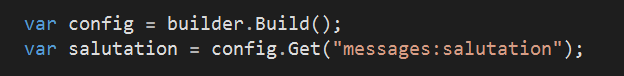 var config = builder.Build();
var salutation = config.Get("messages:salutation");